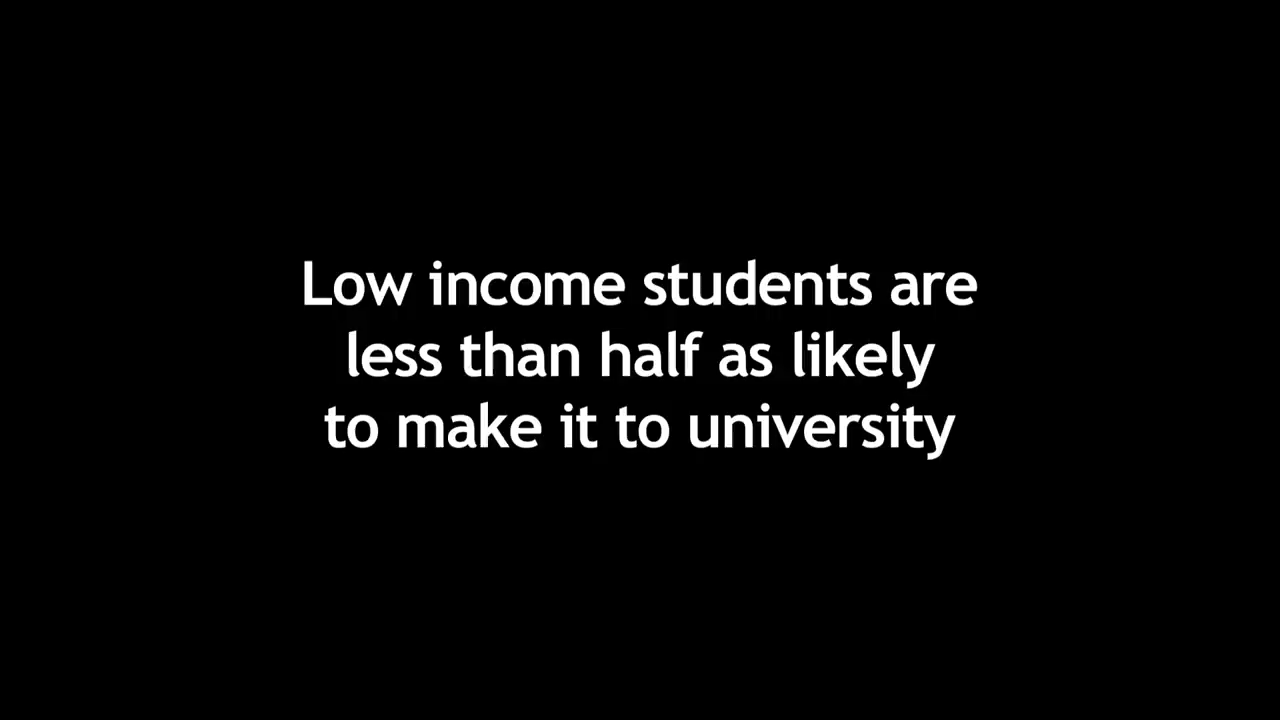 Low income students are
less than half as likely
to make it to university